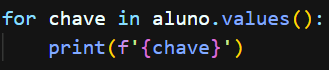 for chave in aluno.values():
    print(f'{chave}')